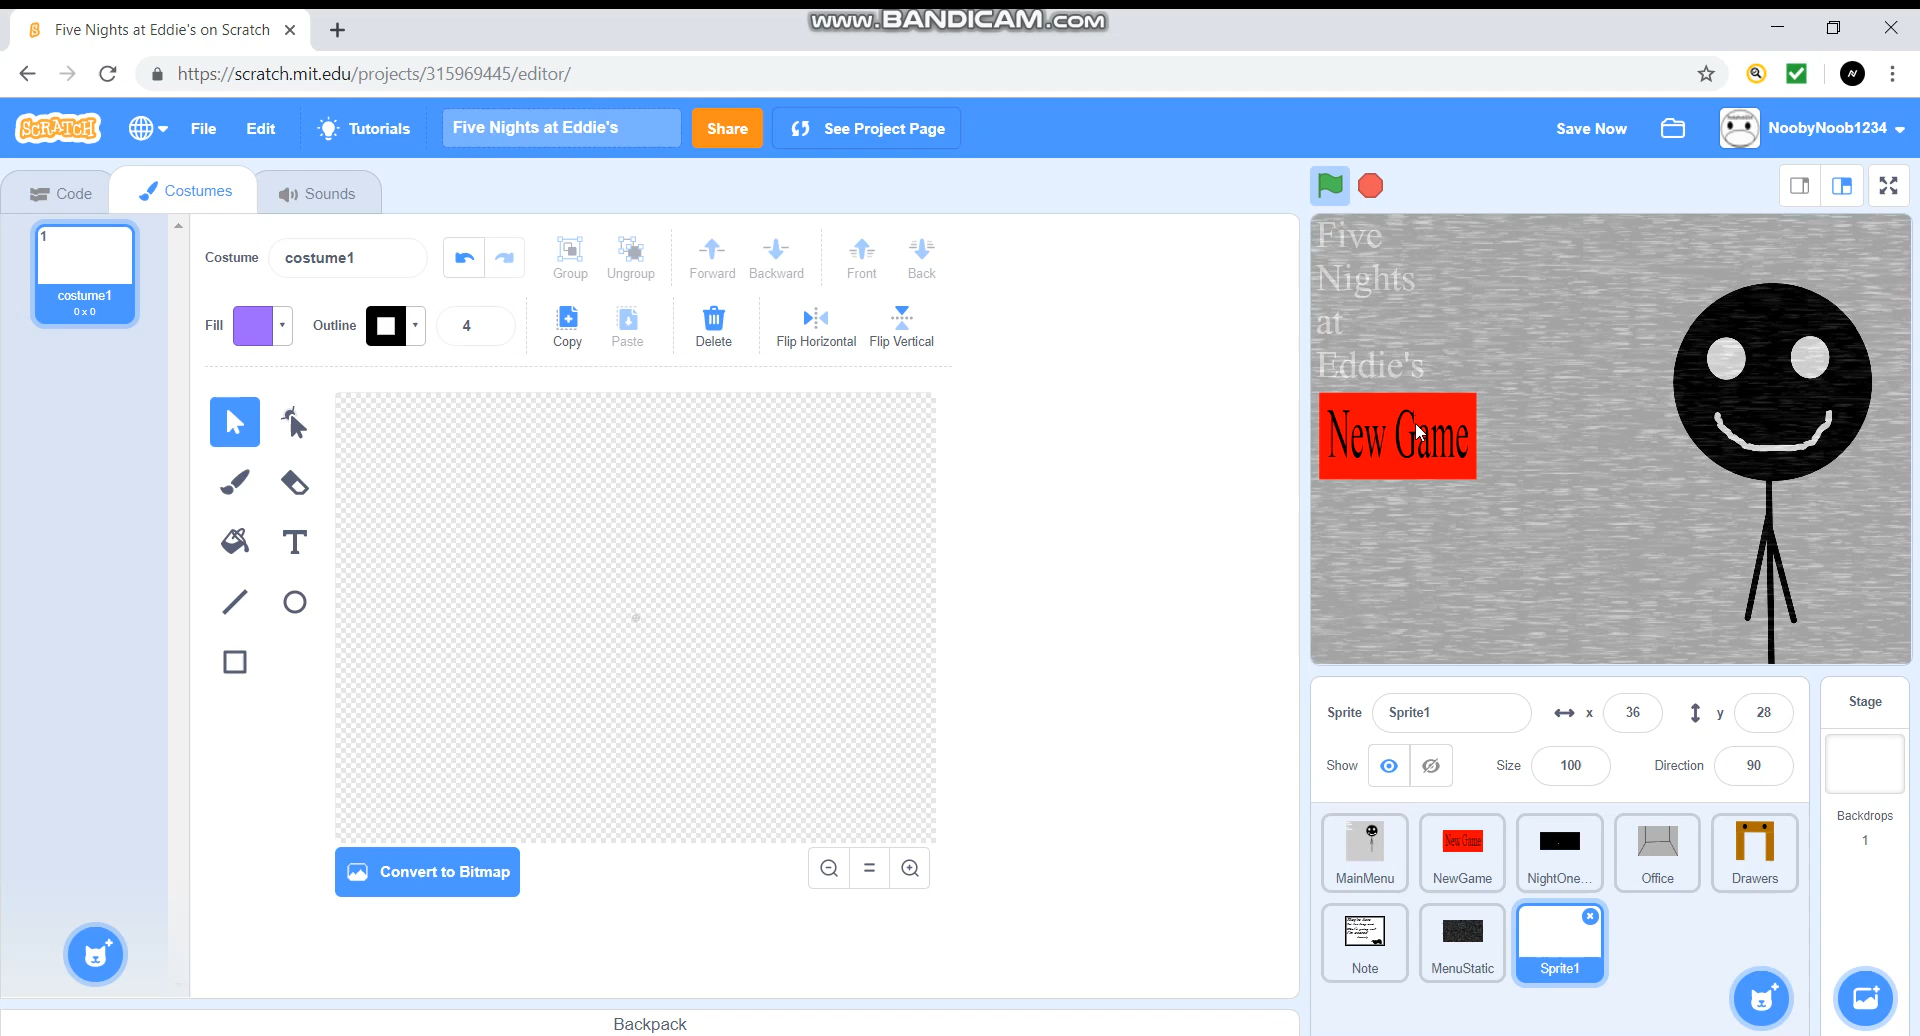 www.BANDICAM.com
Five Nights at Eddie's on Scratch
https://scratch.mit.edu/projects/315969445/editor/
SCRATCH File Edit Tutorials Five Nights at Eddie's Share See Project Page Save Now NoobyNoob1234
Code Costumes Sounds
1
costume1
0 x 0
Costume costume1 Group Ungroup Forward Backward Front Back
Fill Outline 4 Copy Paste Delete Flip Horizontal Flip Vertical
Convert to Bitmap
Backpack
Five
Nights
at
Eddie's
New Game
Sprite Sprite1 x 36 y 28
Show Size 100 Direction 90
MainMenu NewGame NightOne... Office Drawers
Note MenuStatic Sprite1
Stage
Backdrops
1